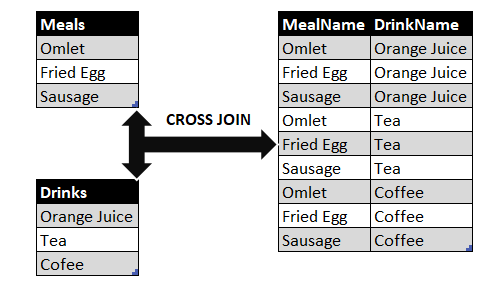 Meals
Omlet
Fried Egg
Sausage
CROSS JOIN
Drinks
Orange Juice
Tea
Cofee
MealName DrinkName
Omlet Orange Juice
Fried Egg Orange Juice
Sausage Orange Juice
Omlet Tea
Fried Egg Tea
Sausage Tea
Omlet Coffee
Fried Egg Coffee
Sausage Coffee